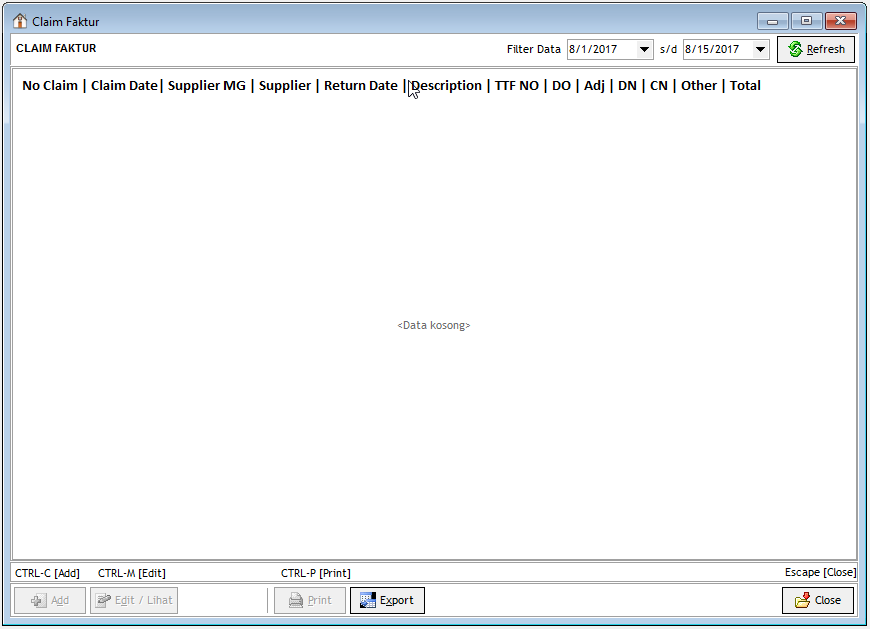 Claim Faktur
CLAIM FAKTUR
Filter Data 8/1/2017 s/d 8/15/2017 Refresh
No Claim | Claim Date| Supplier MG | Supplier | Return Date | Description | TTF NO | DO | Adj | DN | CN | Other | Total
<Data kosong>
CTRL-C [Add] CTRL-M [Edit] CTRL-P [Print] Escape [Close]
Add Edit / Lihat Print Export Close